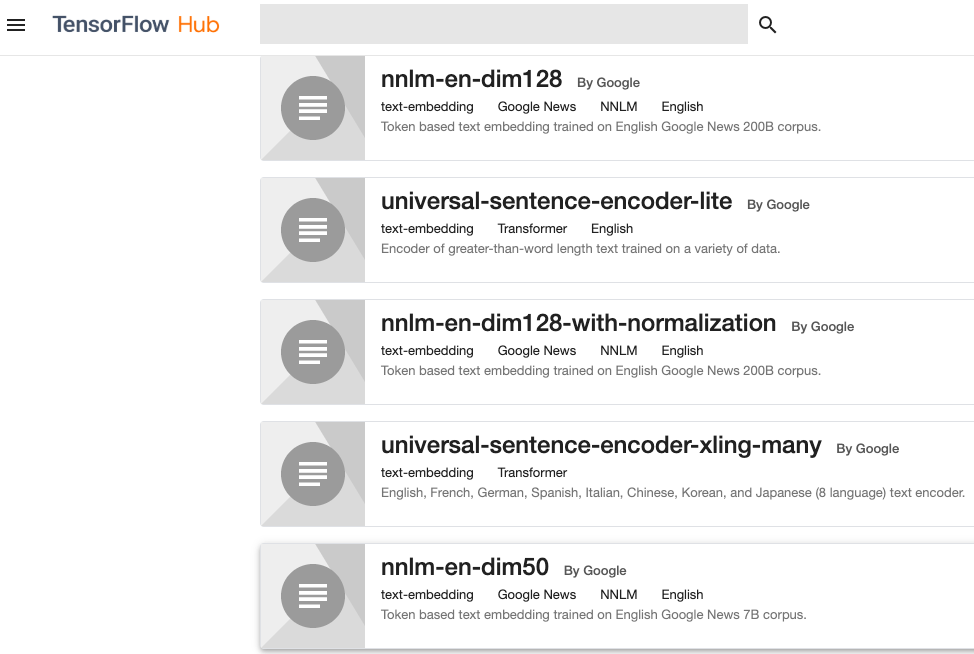 TensorFlow Hub
nnlm-en-dim128 By Google
text-embedding Google News NNLM English
Token based text embedding trained on English Google News 200B corpus.
universal-sentence-encoder-lite By Google
text-embedding Transformer English
Encoder of greater-than-word length text trained on a variety of data.
nnlm-en-dim128-with-normalization By Google
text-embedding Google News NNLM English
Token based text embedding trained on English Google News 200B corpus.
universal-sentence-encoder-xling-many By Google
text-embedding Transformer
English, French, German, Spanish, Italian, Chinese, Korean, and Japanese (8 language) text encoder.
nnlm-en-dim50 By Google
text-embedding Google News NNLM English
Token based text embedding trained on English Google News 7B corpus.